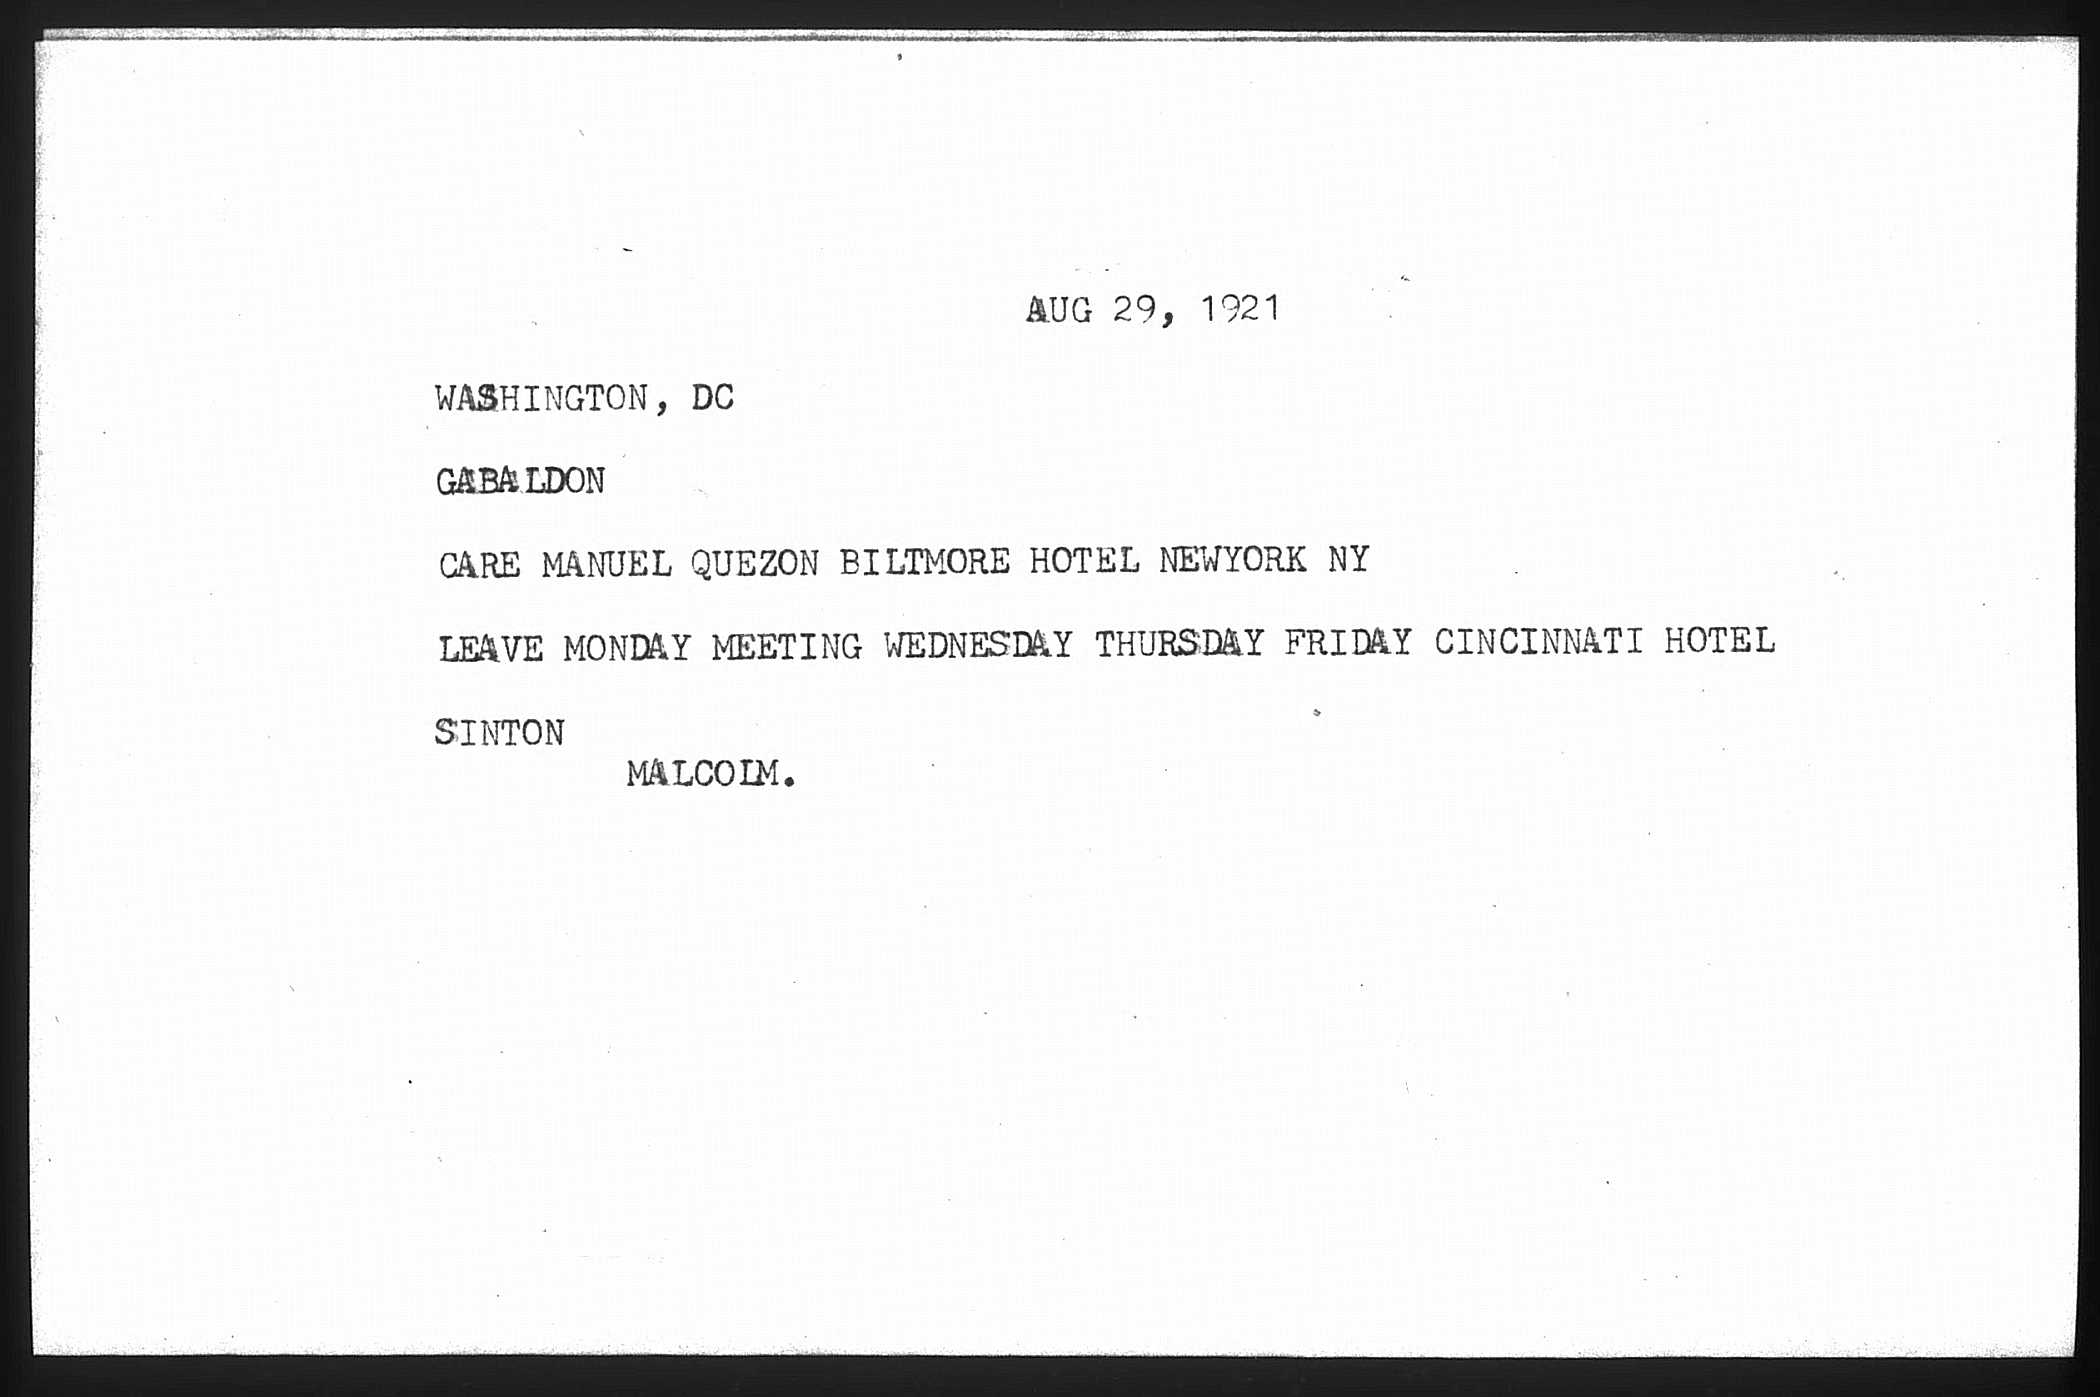 AUG 29, 1921
WASHINGTON, DC
GABALDON
CARE MANUEL QUEZON BILTMORE HOTEL NEWYORK NY
LEAVE MONDAY MEETING WEDNESDAY THURSDAY FRIDAY CINCINNATI HOTEL
SINTON
MALCOLM.